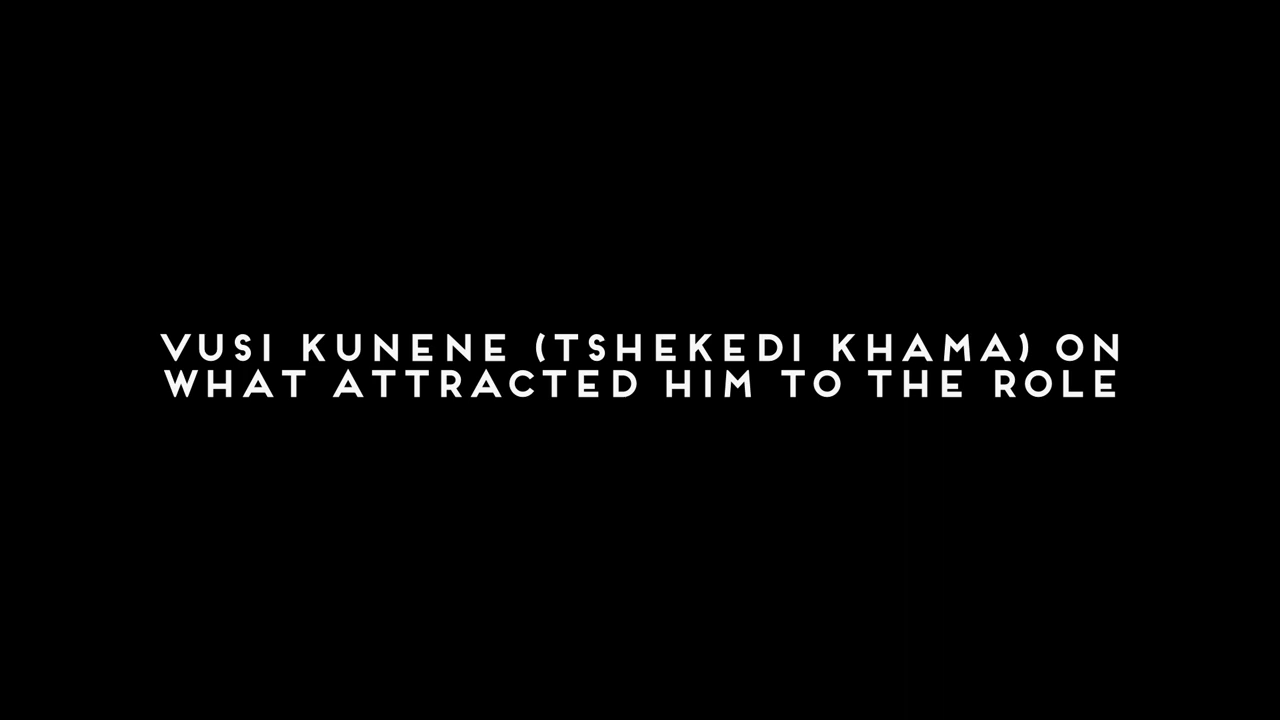 VUSI KUNENE (TSHEKEDI KHAMA) ON
WHAT ATTRACTED HIM TO THE ROLE